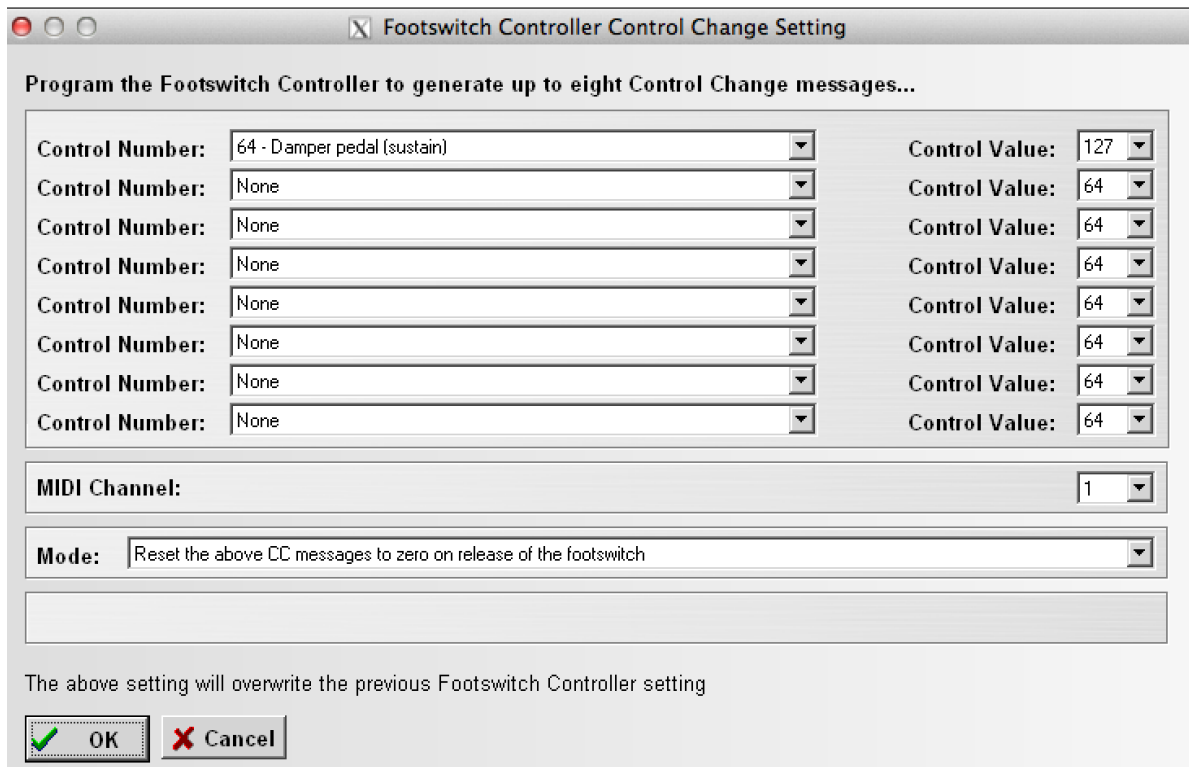 Footswitch Controller Control Change Setting
Program the Footswitch Controller to generate up to eight Control Change messages...
Control Number: 64 - Damper pedal (sustain) Control Value: 127
Control Number: None Control Value: 64
Control Number: None Control Value: 64
Control Number: None Control Value: 64
Control Number: None Control Value: 64
Control Number: None Control Value: 64
Control Number: None Control Value: 64
Control Number: None Control Value: 64
MIDI Channel: 1
Mode: Reset the above CC messages to zero on release of the footswitch
The above setting will overwrite the previous Footswitch Controller setting
OK Cancel